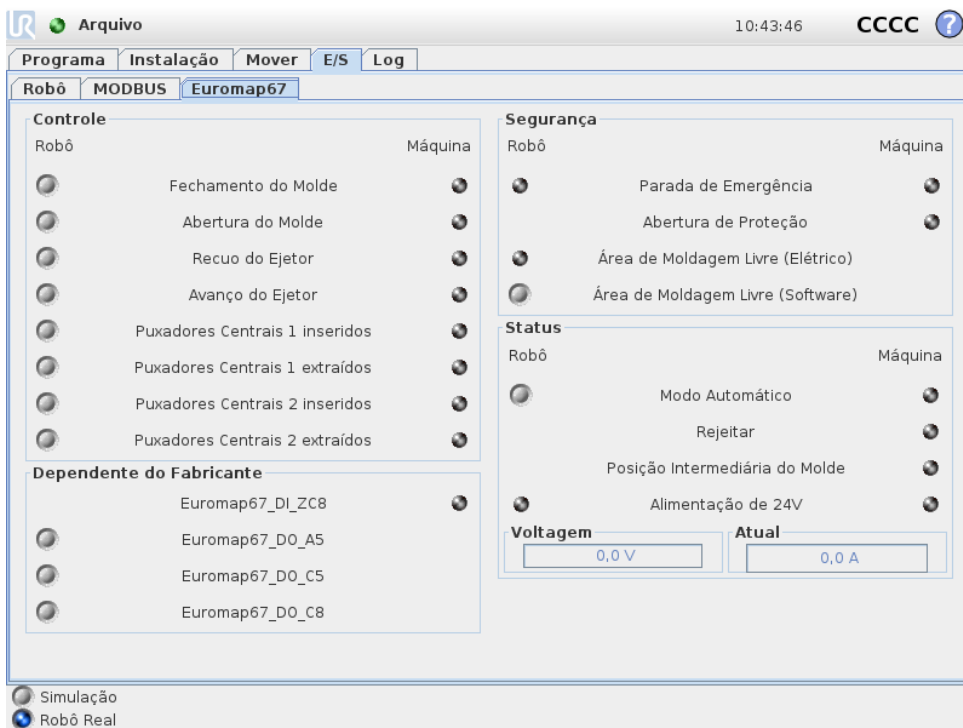 UR Arquivo 10:43:46 CCCC ?
Programa Instalação Mover E/S Log
Robô MODBUS Euromap67
Controle
Robô Máquina
Fechamento do Molde
Abertura do Molde
Recuo do Ejetor
Avanço do Ejetor
Puxadores Centrais 1 inseridos
Puxadores Centrais 1 extraídos
Puxadores Centrais 2 inseridos
Puxadores Centrais 2 extraídos
Dependente do Fabricante
Euromap67_DI_ZC8
Euromap67_DO_A5
Euromap67_DO_C5
Euromap67_DO_C8
Segurança
Robô Máquina
Parada de Emergência
Abertura de Proteção
Área de Moldagem Livre (Elétrico)
Área de Moldagem Livre (Software)
Status
Robô Máquina
Modo Automático
Rejeitar
Posição Intermediária do Molde
Alimentação de 24V
Voltagem Atual
0,0 V 0,0 A
Simulação
Robô Real